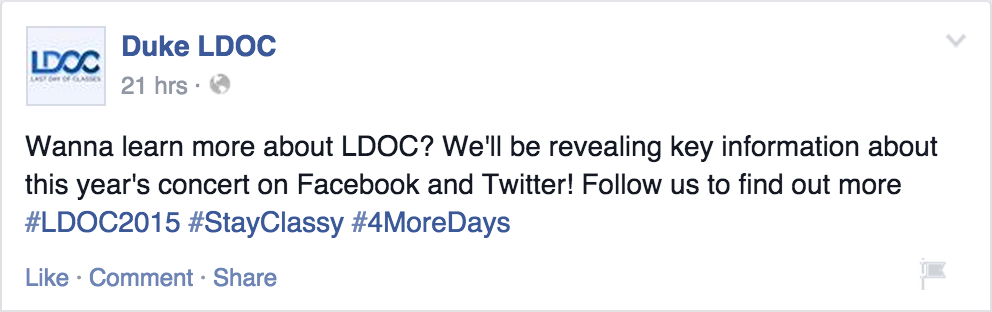 LDOC
LAST DAY OF CLASSES
Duke LDOC
21 hrs ·
Wanna learn more about LDOC? We'll be revealing key information about
this year's concert on Facebook and Twitter! Follow us to find out more
#LDOC2015 #StayClassy #4MoreDays
Like · Comment · Share